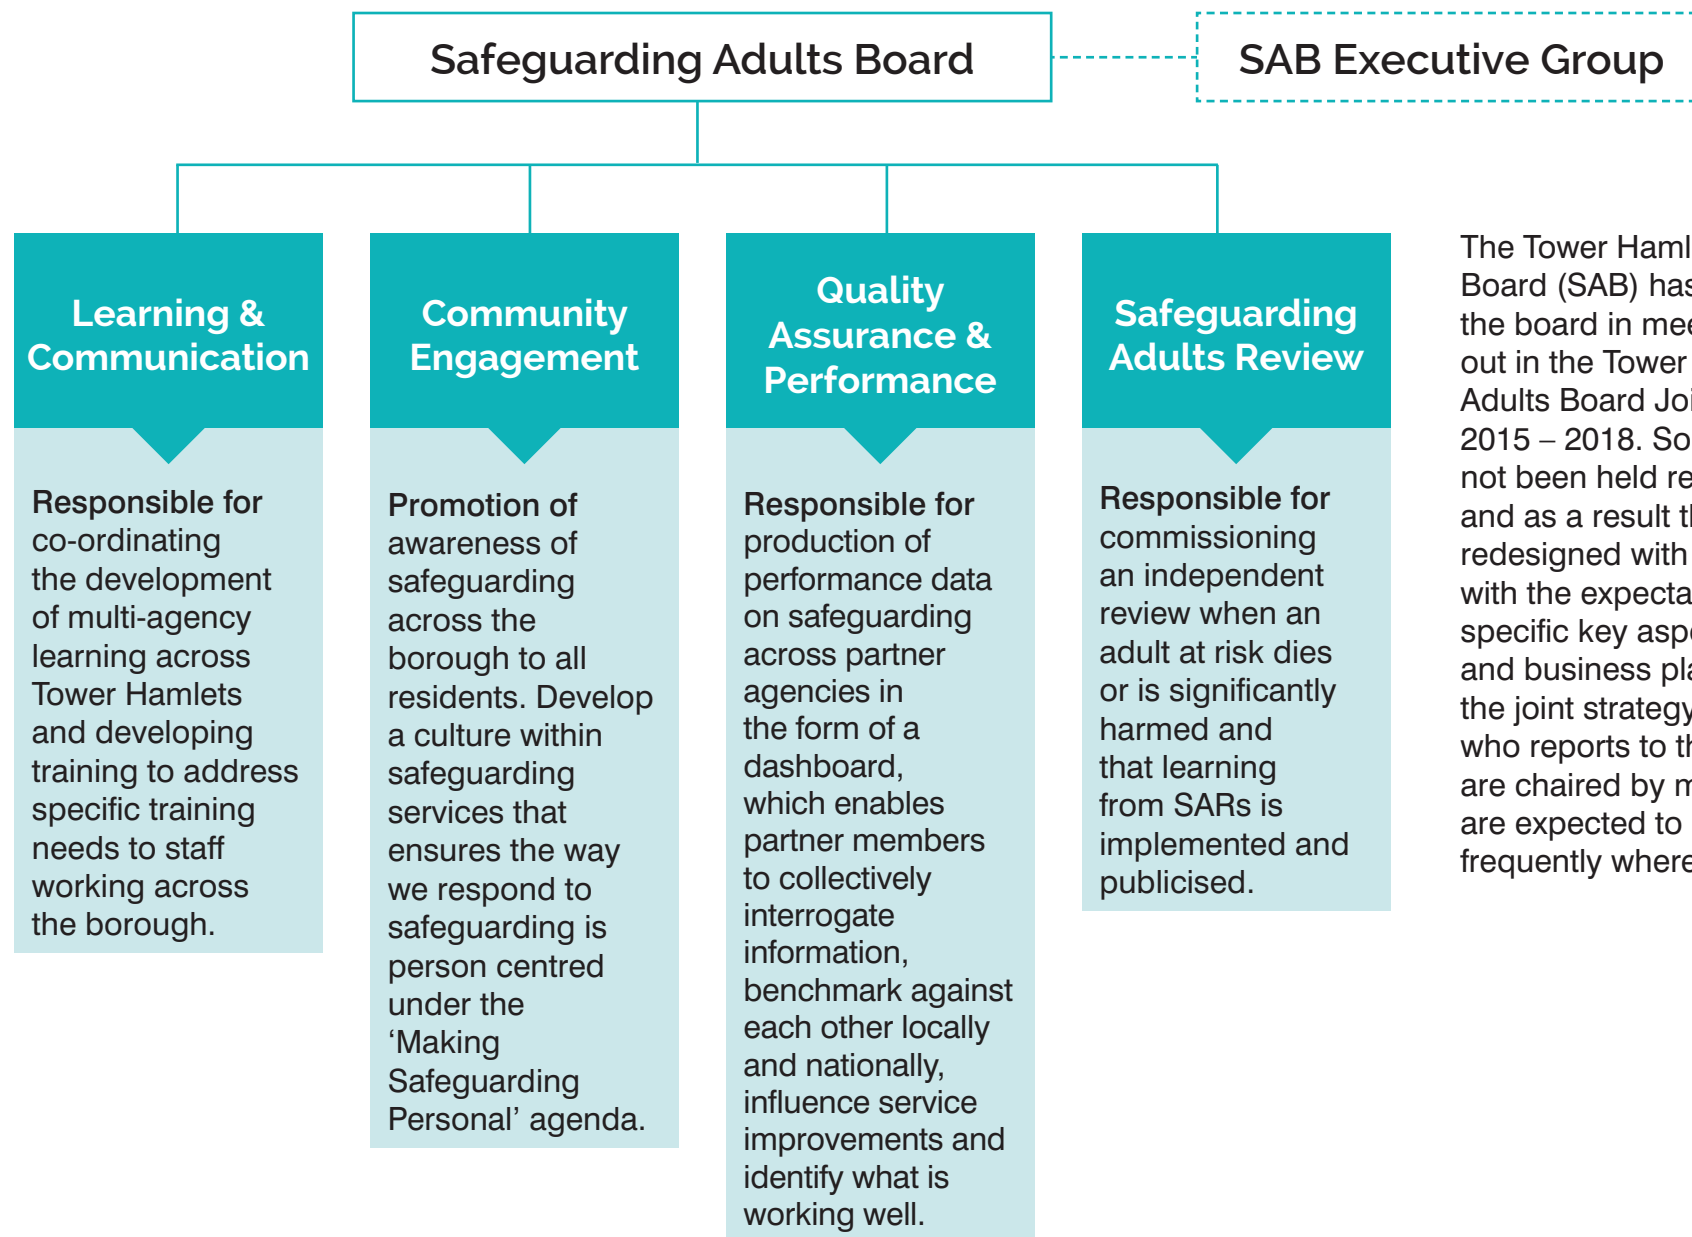 Safeguarding Adults Board
SAB Executive Group
Learning &
Communication
Responsible for
co-ordinating
the development
of multi-agency
learning across
Tower Hamlets
and developing
training to address
specific training
needs to staff
working across
the borough.
Community
Engagement
Promotion of
awareness of
safeguarding
across the
borough to all
residents. Develop
a culture within
safeguarding
services that
ensures the way
we respond to
safeguarding is
person centred
under the
‘Making
Safeguarding
Personal’ agenda.
Quality
Assurance &
Performance
Responsible for
production of
performance data
on safeguarding
across partner
agencies in
the form of a
dashboard,
which enables
partner members
to collectively
interrogate
information,
benchmark against
each other locally
and nationally,
influence service
improvements and
identify what is
working well.
Safeguarding
Adults Review
Responsible for
commissioning
an independent
review when an
adult at risk dies
or is significantly
harmed and
that learning
from SARs is
implemented and
publicised.
The Tower
Board (SAB) has
the board in
out in the Tower
Adults Board
2015 – 2018.
not been held
and as a result
redesigned with
with the
specific key
and business
the joint strategy
who reports to
are chaired by
are expected to
frequently where